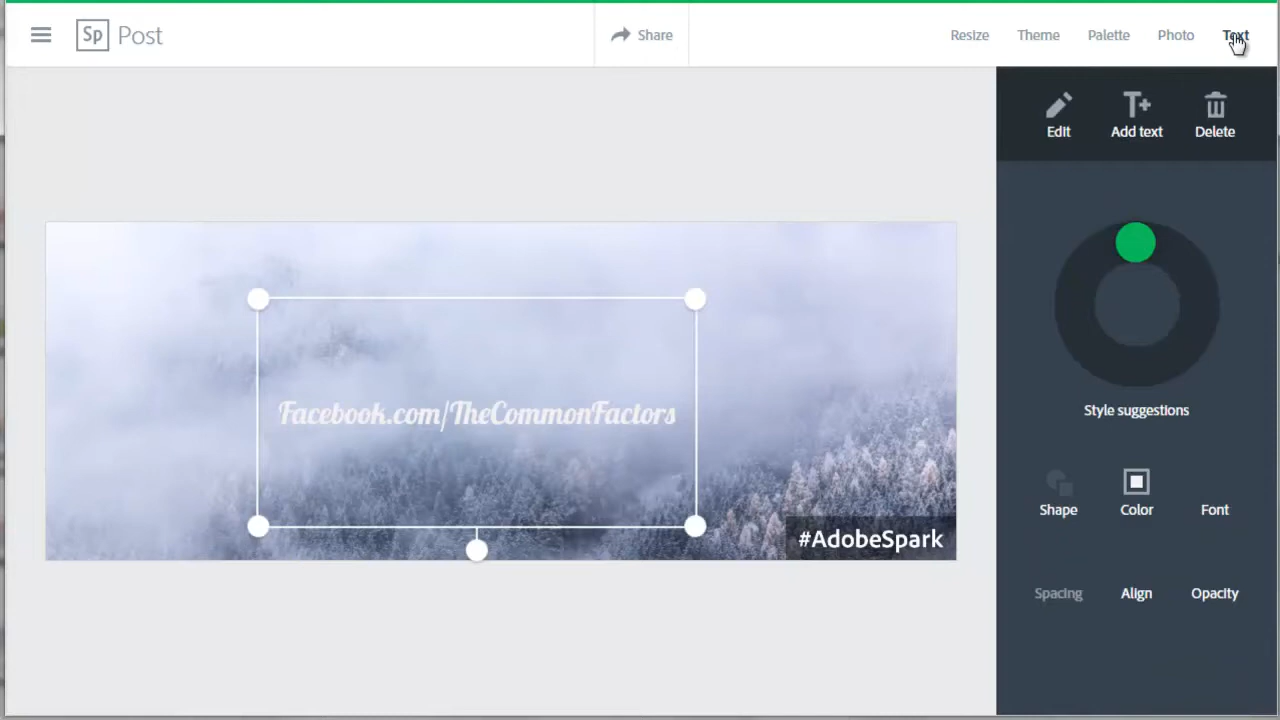 Sp Post
Share
Resize Theme Palette Photo Text
Edit Add text Delete
Style suggestions
Facebook.com/TheCommonFactors
Shape Color Font
#AdobeSpark
Spacing Align Opacity